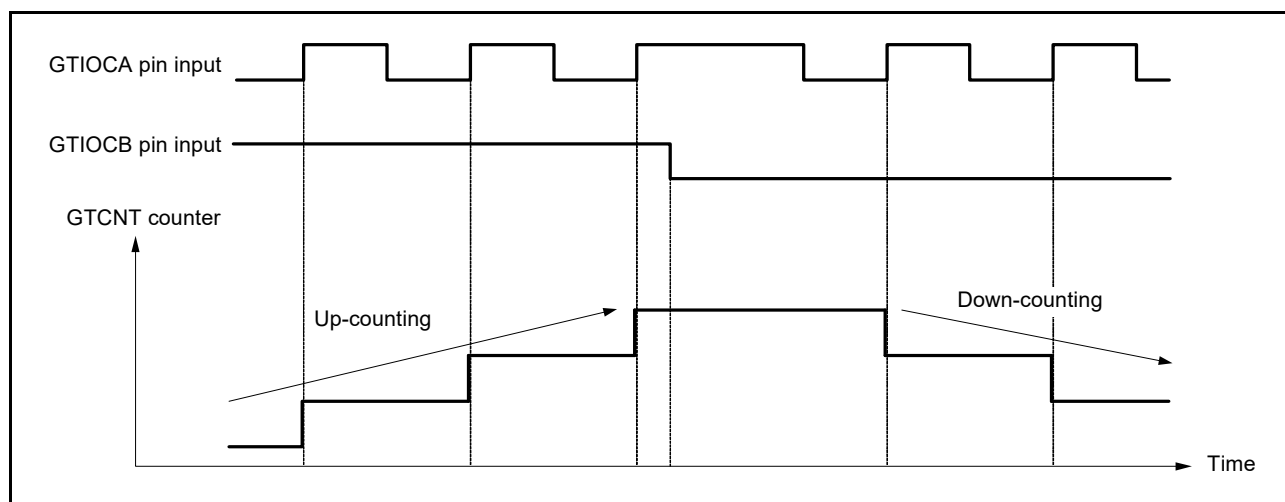 GTIOCA pin input
GTIOCB pin input
GTCNT counter
Up-counting
Down-counting
Time